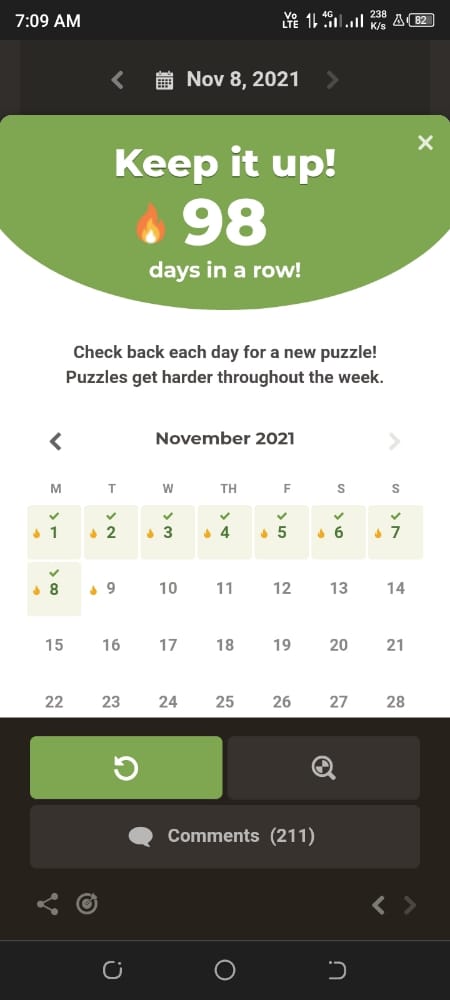 7:09 AM Vo LTE 4G 238 K/s 82
Nov 8, 2021
Keep it up!
98
days in a row!
Check back each day for a new puzzle!
Puzzles get harder throughout the week.
November 2021
M T W TH F S S
1 2 3 4 5 6 7
8 9 10 11 12 13 14
15 16 17 18 19 20 21
22 23 24 25 26 27 28
Comments (211)